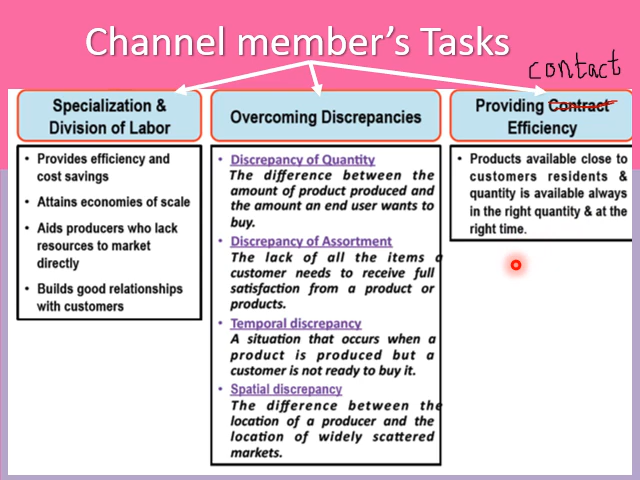 Channel member's Tasks
contact
Specialization &
Division of Labor
• Provides efficiency and
cost savings
• Attains economies of scale
• Aids producers who lack
resources to market
directly
• Builds good relationships
with customers
Overcoming Discrepancies
• Discrepancy of Quantity
The difference between the
amount of product produced and
the amount an end user wants to
buy.
• Discrepancy of Assortment
The lack of all the items a
customer needs to receive full
satisfaction from a product or
products.
• Temporal discrepancy
A situation that occurs when a
product is produced but a
customer is not ready to buy it.
• Spatial discrepancy
The difference between the
location of a producer and the
location of widely scattered
markets.
Providing Contract
Efficiency
• Products available close to
customers residents &
quantity is available always
in the right quantity & at the
right time.